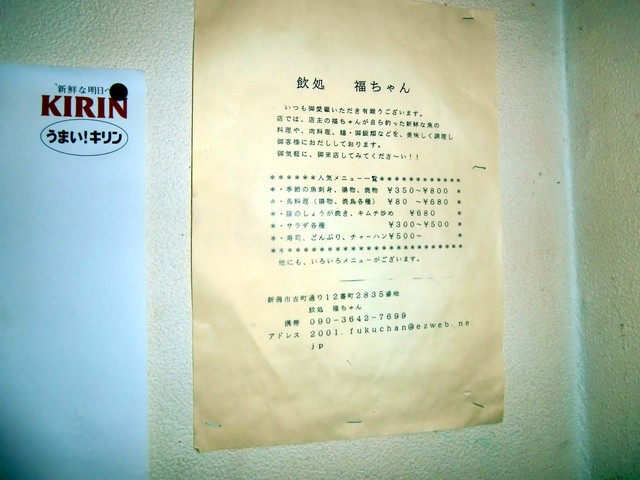 新鮮な明日へ
KIRIN
うまい!キリン
飲処 福ちゃん
いつも御愛顧いただき有難うございます。
店では、店主の福ちゃんが自ら釣った新鮮な魚の
料理や、肉料理、麺・御飯類などを、美味しく調理し
御客様におだししております。
御気軽に、御来店してみてくださ〜い!!
******人気メニュー一覧************
*・季節の魚刺身、揚物、焼物 ¥350〜¥800 *
*・鳥料理(揚物、焼鳥各種) ¥80 〜¥680 *
*・豚のしょうが焼き、キムチ炒め ¥680 *
*・サラダ各種 ¥300〜¥500 *
*・寿司、どんぶり、チャーハン¥500〜 *
**************************
他にも、いろいろメニューがございます。
新潟市古町通り12番町2835番地
飲処 福ちゃん
携帯 090-3642-7699
アドレス 2001.fukuchan@ezweb.ne.
jp